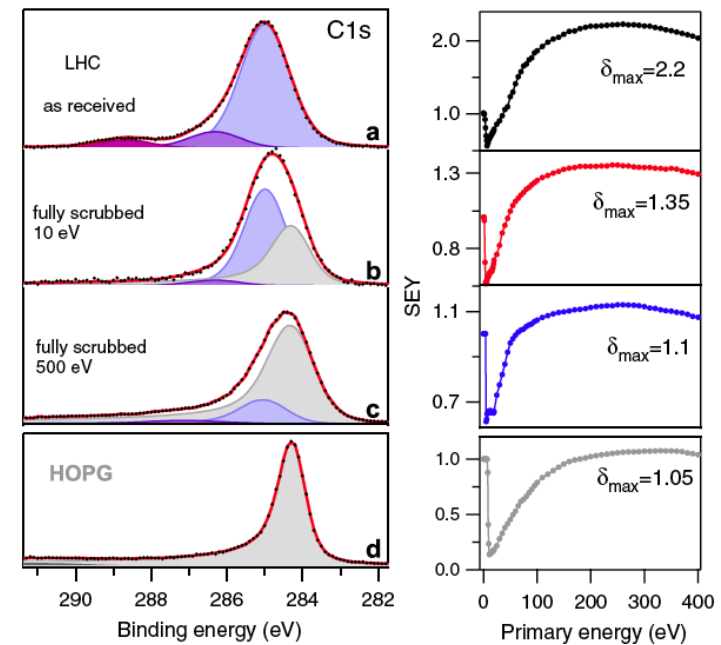 C1s
LHC
as received
a
fully scrubbed
10 eV
b
fully scrubbed
500 eV
c
HOPG
d
290
288
286
284
282
Binding energy (eV)
SEY
2.0
1.0
δmax=2.2
1.3
0.8
δmax=1.35
1.1
0.7
δmax=1.1
1.0
0.5
0.0
δmax=1.05
0
100
200
300
400
Primary energy (eV)